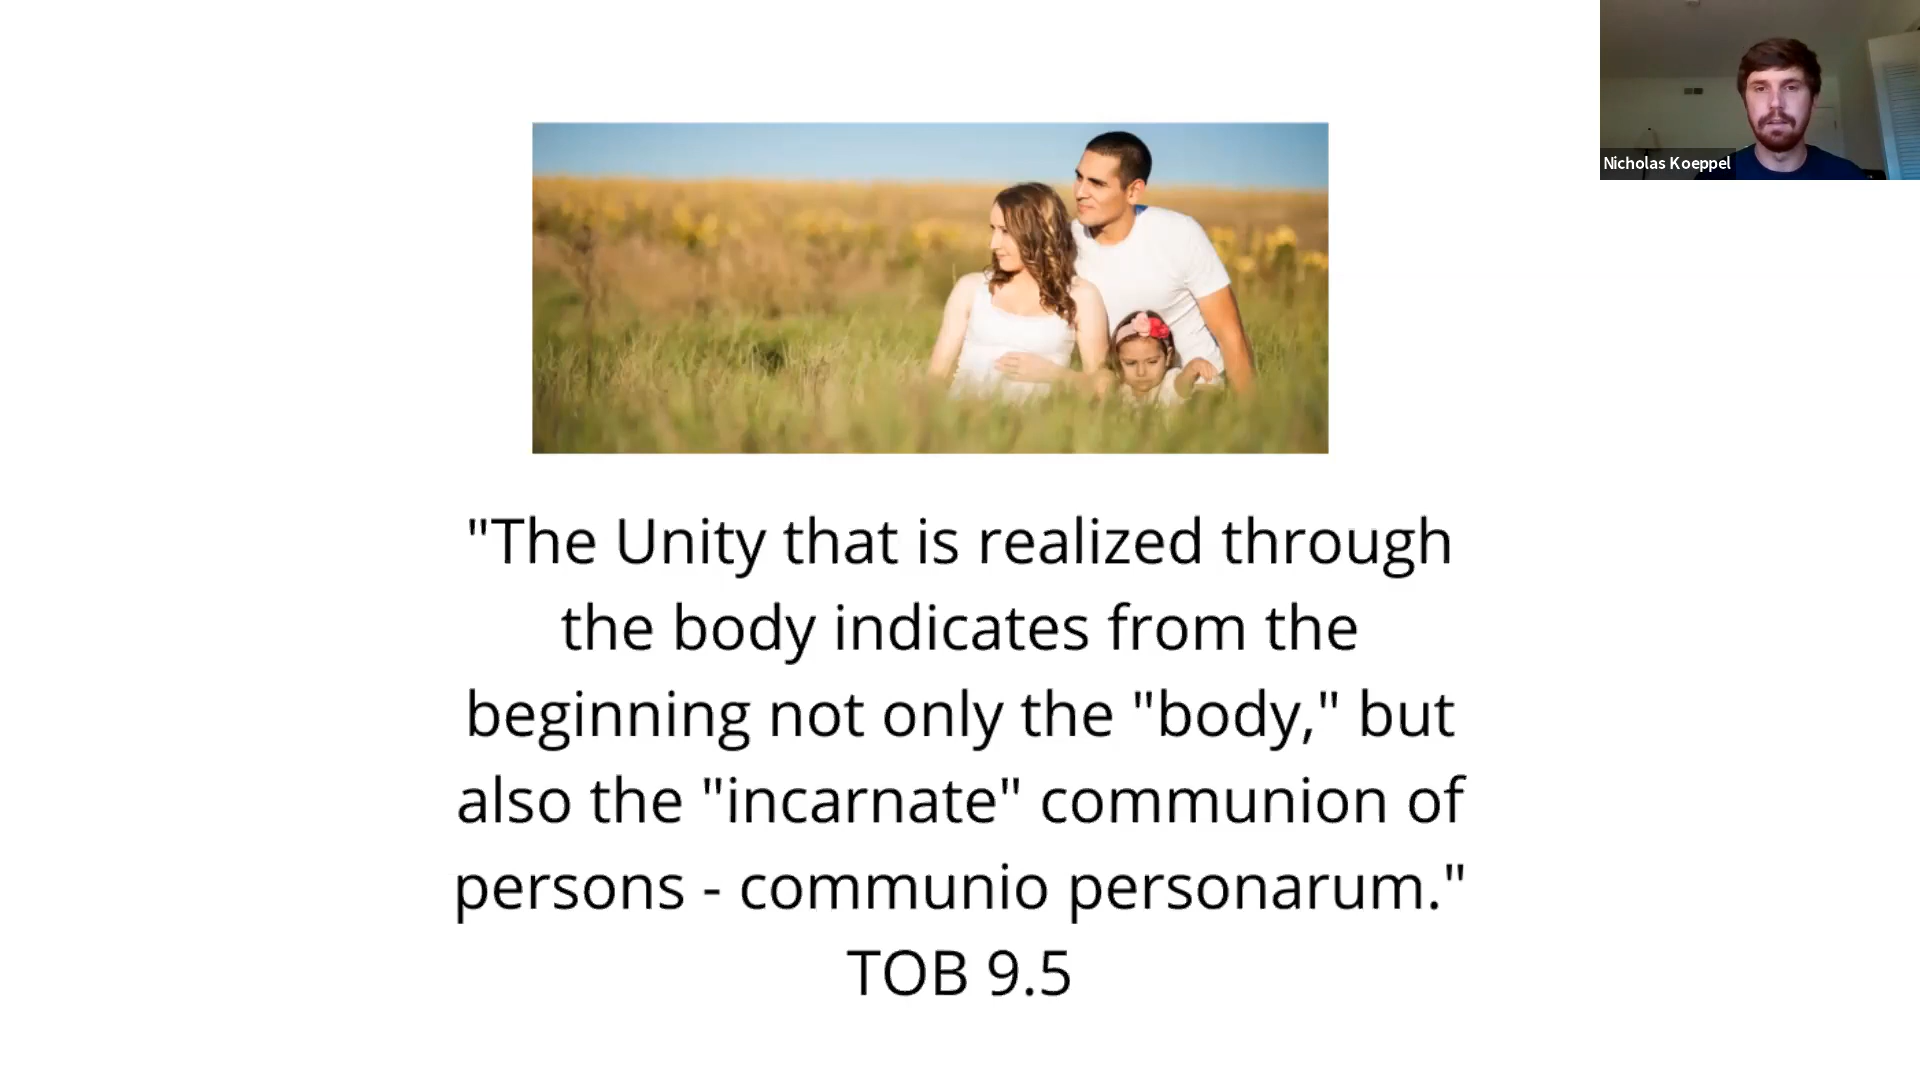 Nicholas Koeppel
"The Unity that is realized through
the body indicates from the
beginning not only the "body," but
also the "incarnate" communion of
persons - communio personarum."
TOB 9.5